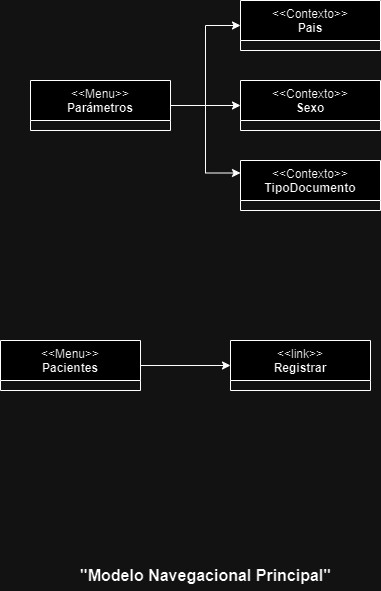 <<Contexto>>
Pais
<<Menu>>
Parámetros
<<Contexto>>
Sexo
<<Contexto>>
TipoDocumento
<<Menu>>
Pacientes
<<link>>
Registrar
"Modelo Navegacional Principal"